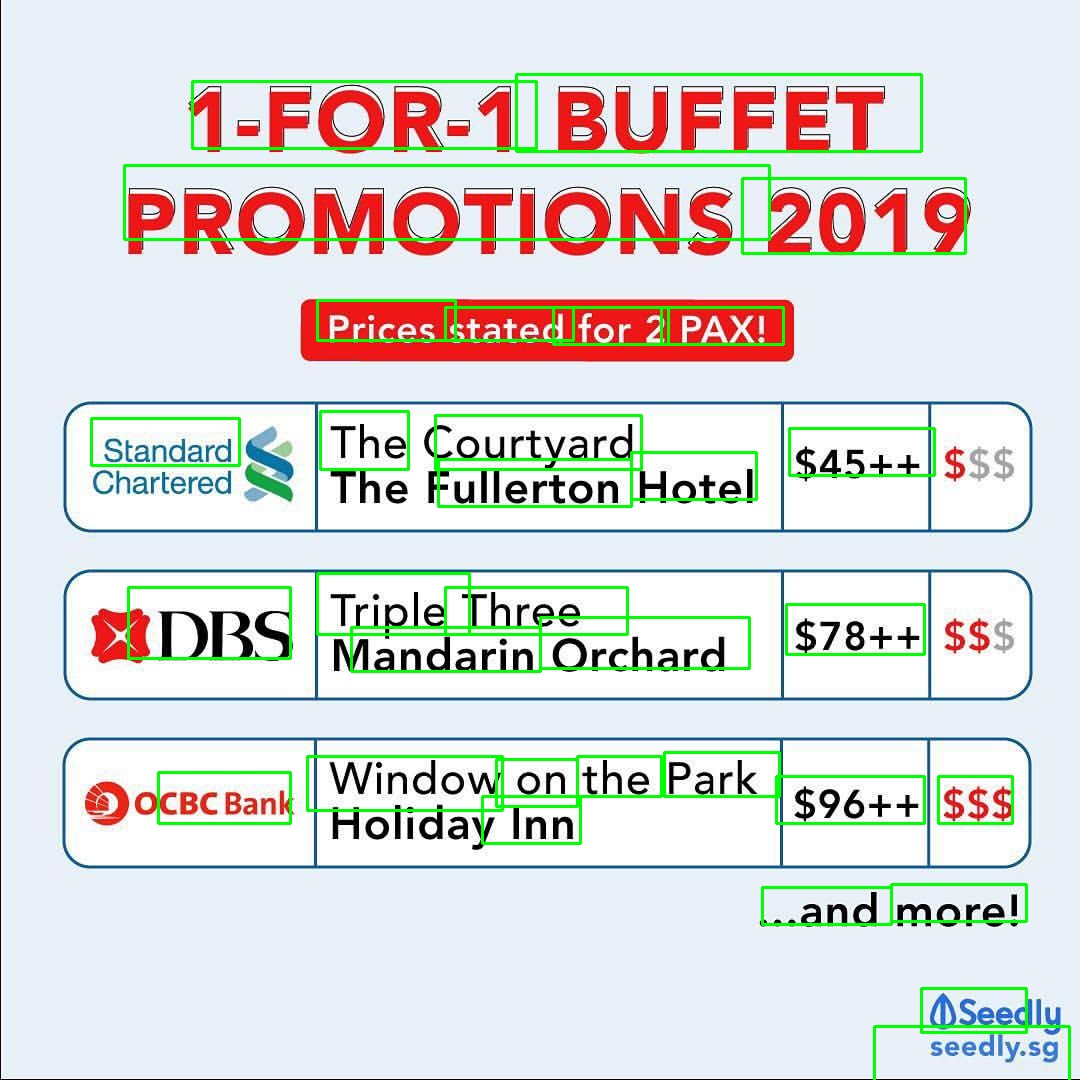 1-FOR-1 BUFFET
PROMOTIONS 2019
Prices stated for 2 PAX!
Standard
Chartered
The Courtyard
The Fullerton Hotel
$45++
$$$
DBS
Triple Three
Mandarin Orchard
$78++
$$$
OCBC Bank
Window on the Park
Holiday Inn
$96++
$$$
...and more!
Seedly
seedly.sg